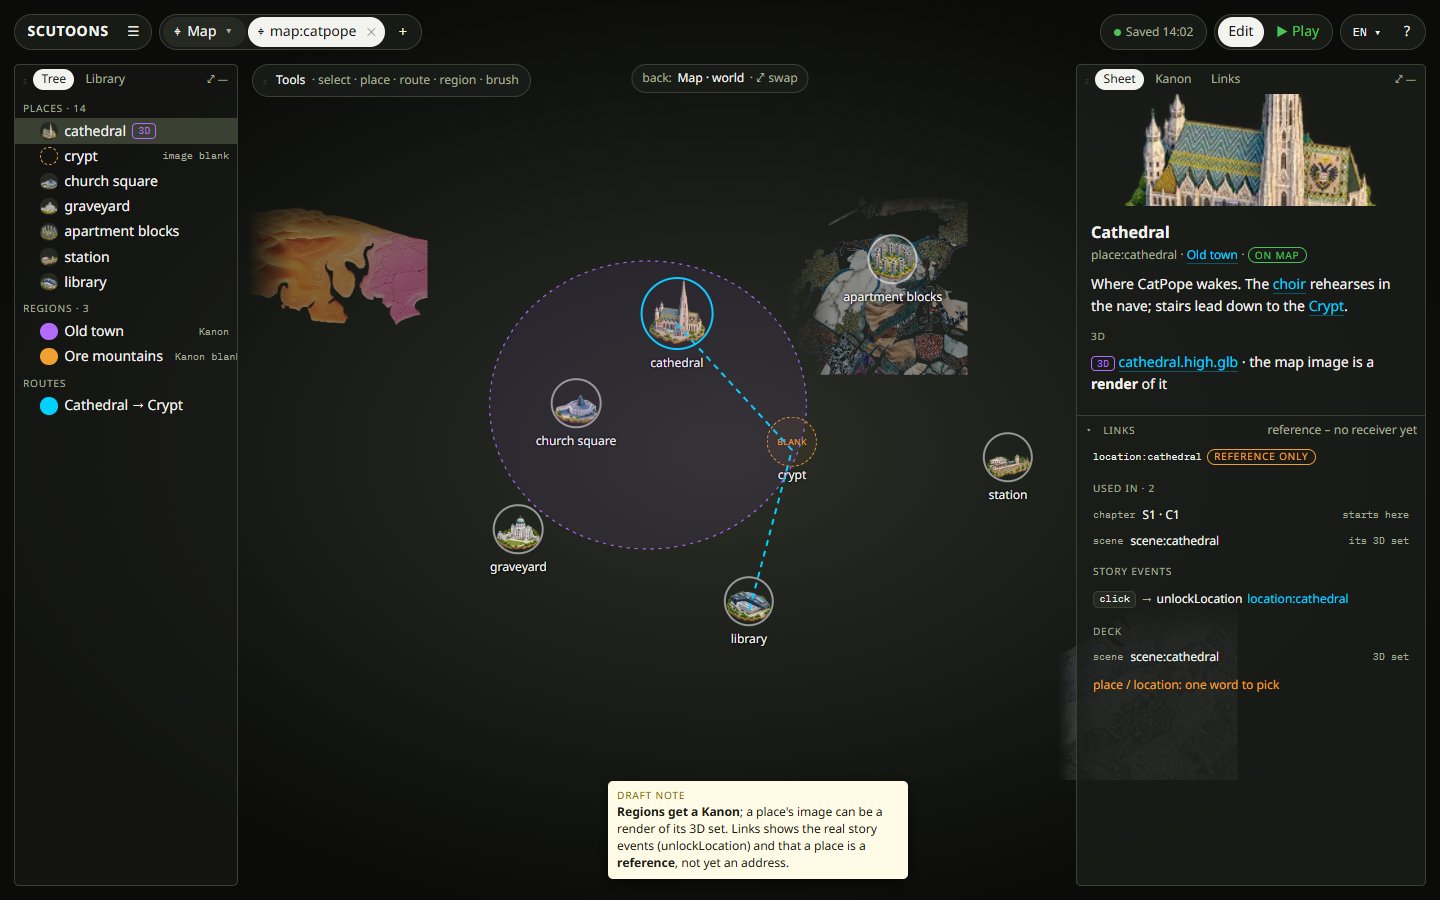 SCUTOONS ☰
⌖ Map ▾
⌖ map:catpope ×
+
Saved 14:02
Edit
▶ Play
EN ▾
?
Tree Library
PLACES · 14
cathedral 3D
crypt image blank
church square
graveyard
apartment blocks
station
library
REGIONS · 3
Old town Kanon
Ore mountains Kanon blan
ROUTES
Cathedral → Crypt
Tools · select · place · route · region · brush
back: Map · world · ⤢ swap
apartment blocks
cathedral
church square
BLANK
crypt
station
graveyard
library
DRAFT NOTE
Regions get a Kanon; a place's image can be a
render of its 3D set. Links shows the real story
events (unlockLocation) and that a place is a
reference, not yet an address.
Sheet Kanon Links
Cathedral
place:cathedral · Old town · ON MAP
Where CatPope wakes. The choir rehearses in
the nave; stairs lead down to the Crypt.
3D
3D cathedral.high.glb · the map image is a
render of it
LINKS reference – no receiver yet
location:cathedral REFERENCE ONLY
USED IN · 2
chapter S1 · C1 starts here
scene scene:cathedral its 3D set
STORY EVENTS
click → unlockLocation location:cathedral
DECK
scene scene:cathedral 3D set
place / location: one word to pick